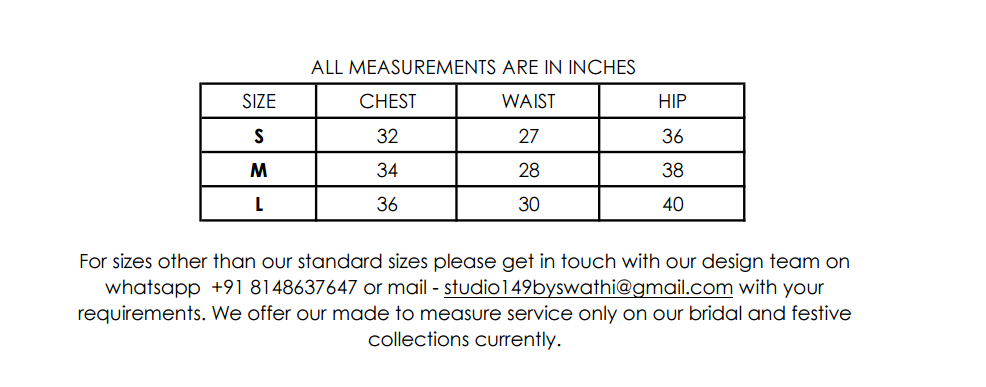 ALL MEASUREMENTS ARE IN INCHES
SIZE CHEST WAIST HIP
S 32 27 36
M 34 28 38
L 36 30 40
For sizes other than our standard sizes please get in touch with our design team on
whatsapp  +91 8148637647 or mail - studio149byswathi@gmail.com with your
requirements. We offer our made to measure service only on our bridal and festive
collections currently.